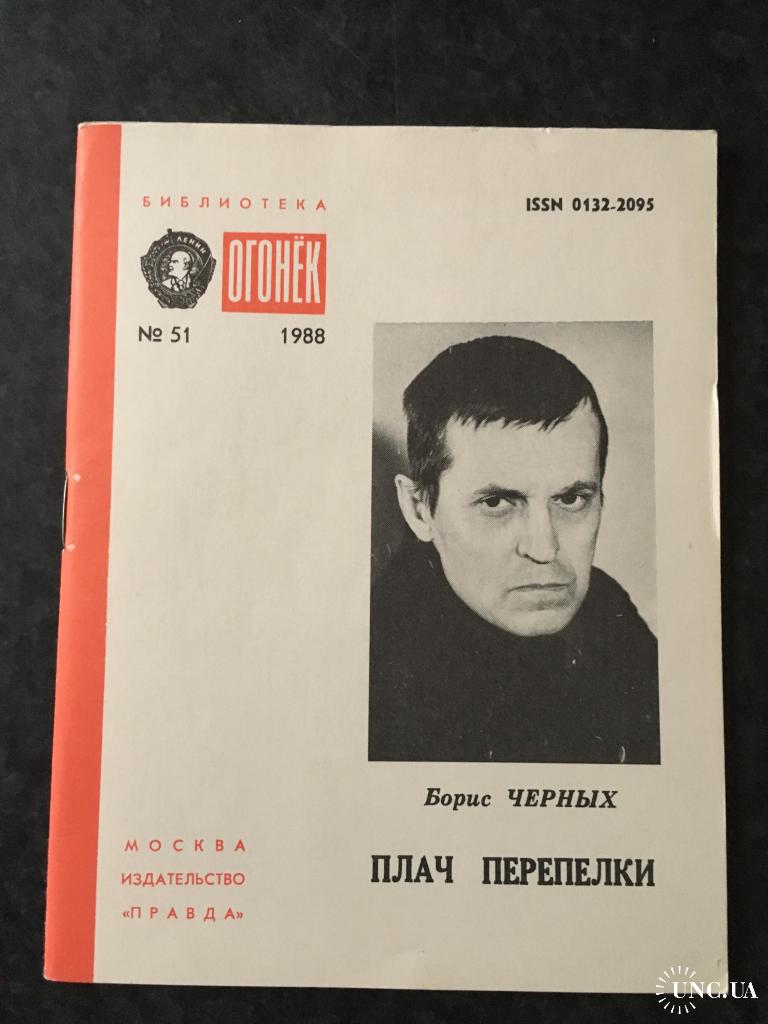 БИБЛИОТЕКА
ISSN 0132-2095
ЛЕНИН
ОГОНЁК
№ 51 1988
Борис ЧЕРНЫХ
ПЛАЧ ПЕРЕПЕЛКИ
МОСКВА
ИЗДАТЕЛЬСТВО
«ПРАВДА»
UNC.UA